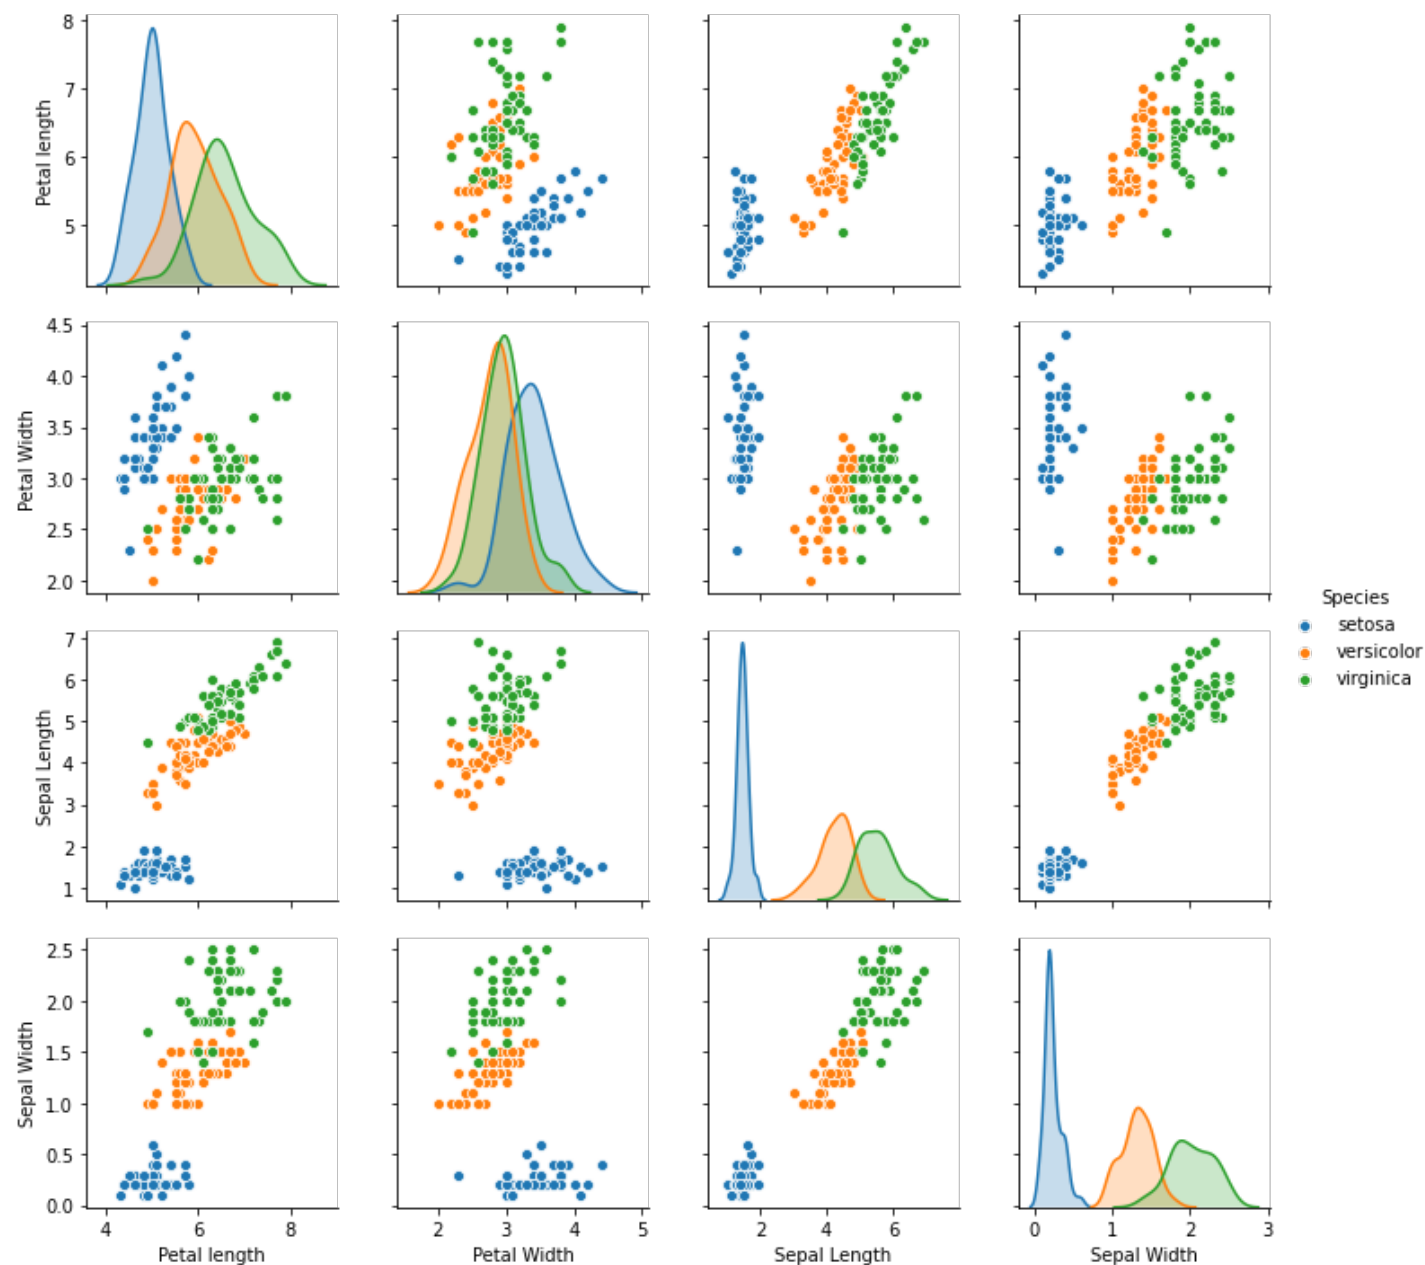 8
7
6
5
Petal length
4.5
4.0
3.5
3.0
2.5
2.0
Petal Width
7
6
5
4
3
2
1
Sepal Length
2.5
2.0
1.5
1.0
0.5
0.0
Sepal Width
4 6 8
Petal length
2 3 4 5
Petal Width
2 4 6
Sepal Length
0 1 2 3
Sepal Width
Species
setosa
versicolor
virginica